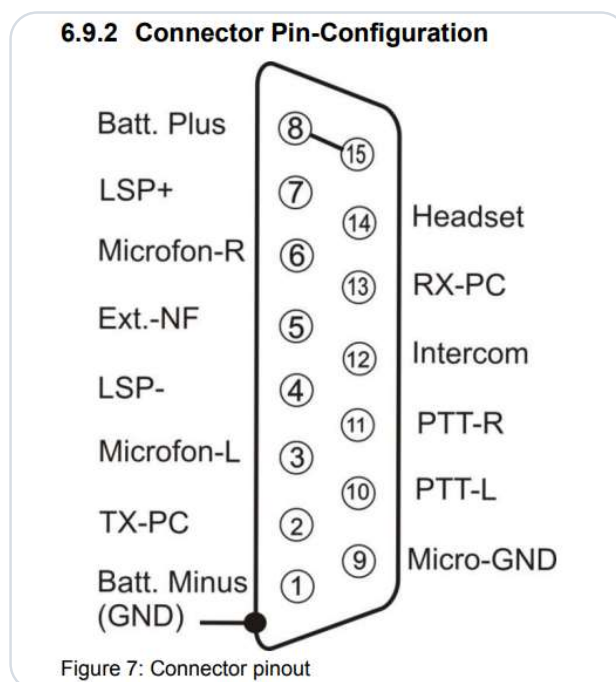 6.9.2 Connector Pin-Configuration
Batt. Plus
8
15
LSP+
7
14
Headset
Microfon-R
6
13
RX-PC
Ext.-NF
5
12
Intercom
LSP-
4
11
PTT-R
Microfon-L
3
10
PTT-L
TX-PC
2
9
Micro-GND
Batt. Minus
(GND)
1
Figure 7: Connector pinout